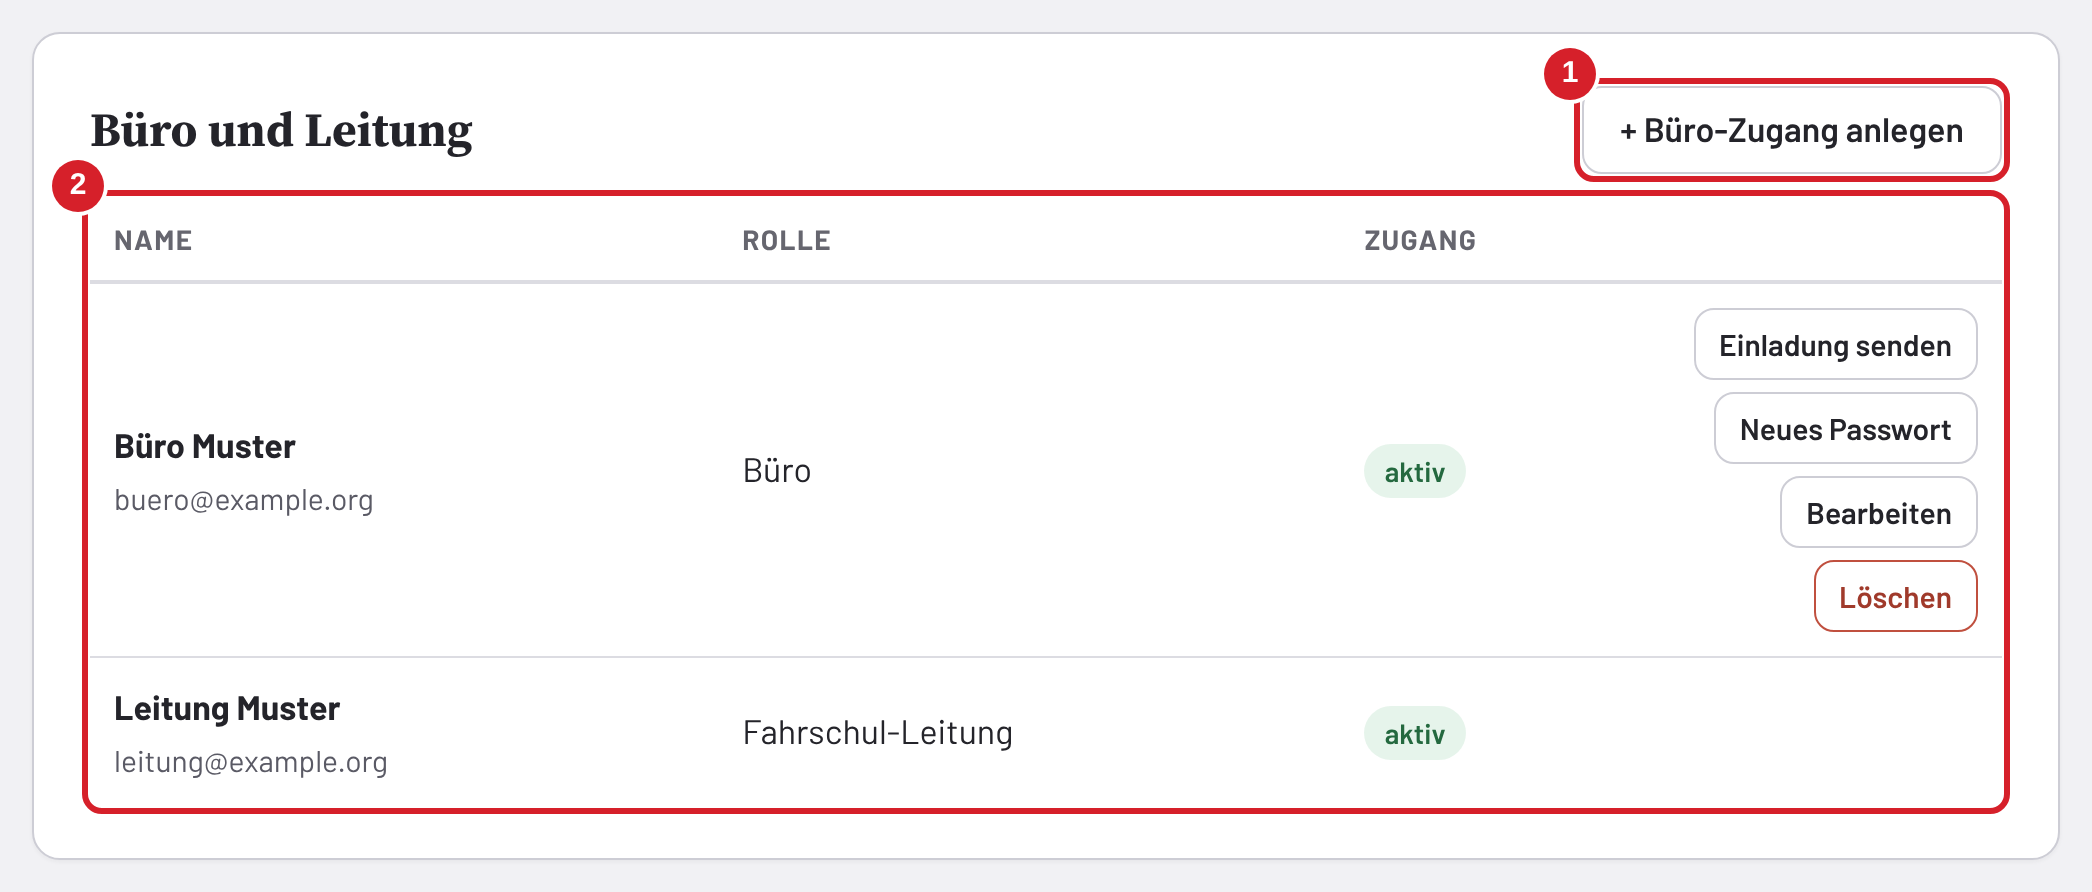 1
Büro und Leitung
+ Büro-Zugang anlegen
2
NAME ROLLE ZUGANG
Einladung senden
Neues Passwort
Büro Muster
buero@example.org
Büro
aktiv
Bearbeiten
Löschen
Leitung Muster
leitung@example.org
Fahrschul-Leitung
aktiv